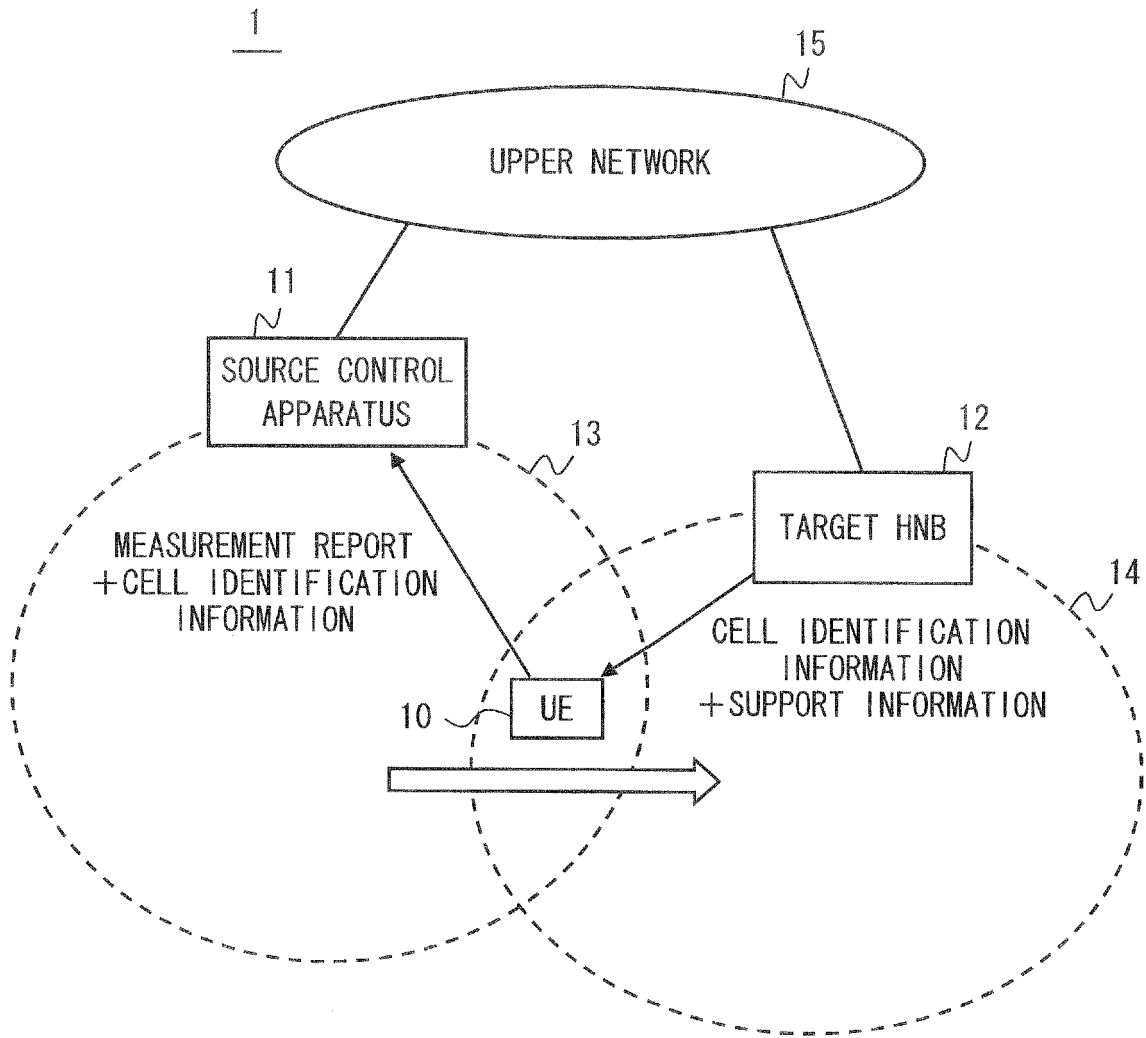 1
15
UPPER NETWORK
11
SOURCE CONTROL
APPARATUS
13
12
TARGET HNB
MEASUREMENT REPORT
+CELL IDENTIFICATION
INFORMATION
14
CELL IDENTIFICATION
INFORMATION
+SUPPORT INFORMATION
10
UE